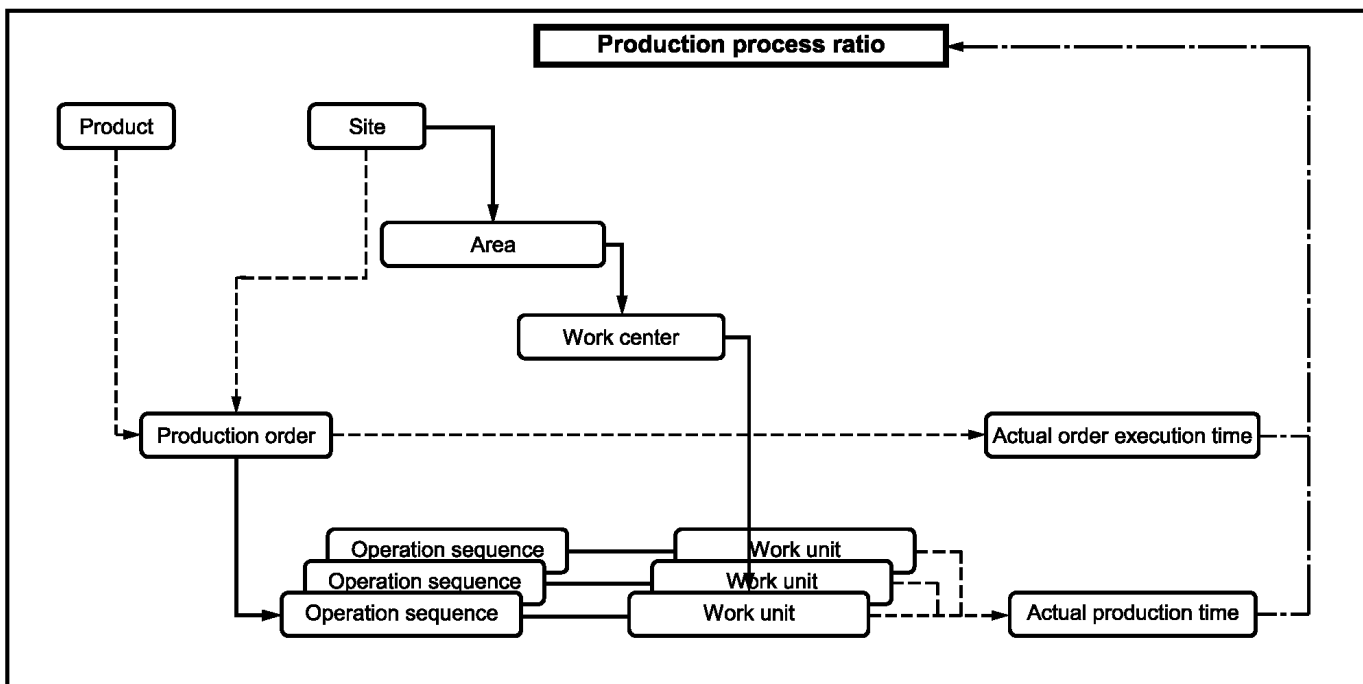 Production process ratio
Product
Site
Area
Work center
Production order
Actual order execution time
Operation sequence
Work unit
Operation sequence
Work unit
Operation sequence
Work unit
Actual production time